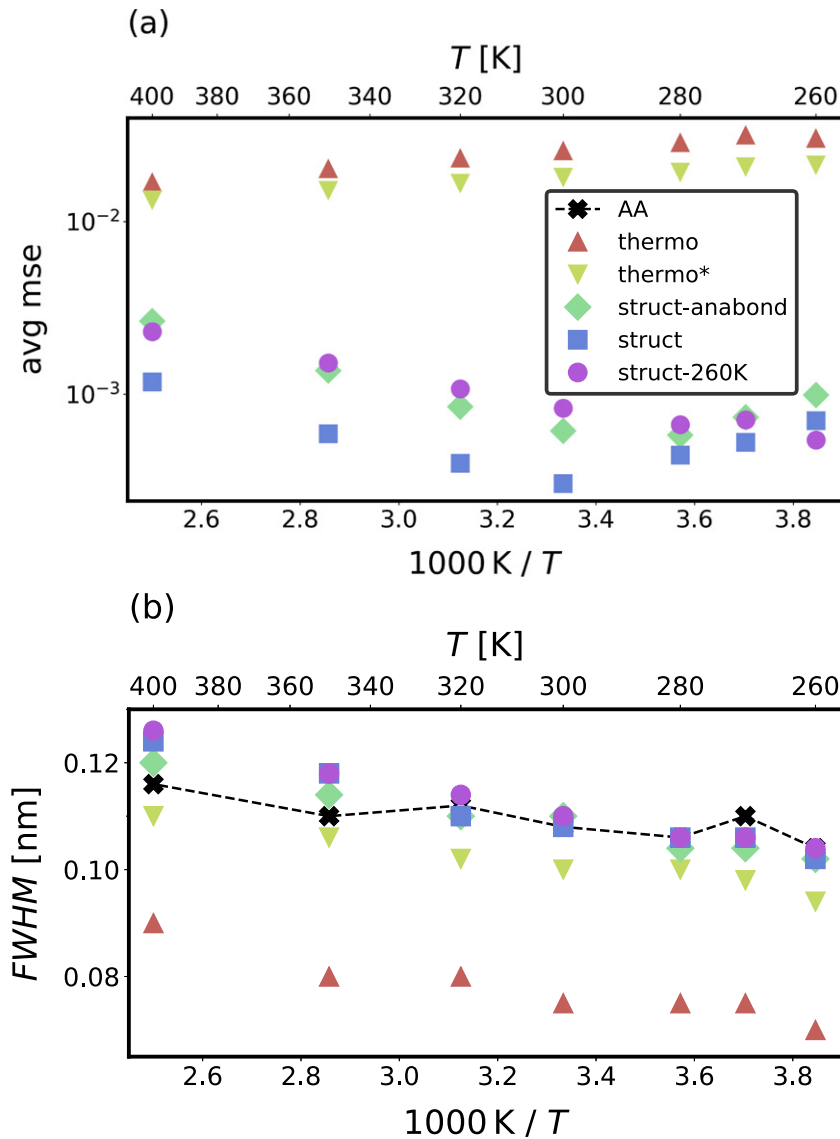 (a)
T [K]
400 380 360 340 320 300 280 260
10⁻²
10⁻³
avg mse
AA
thermo
thermo*
struct-anabond
struct
struct-260K
2.6 2.8 3.0 3.2 3.4 3.6 3.8
1000 K / T
(b)
T [K]
400 380 360 340 320 300 280 260
0.12
0.10
0.08
FWHM [nm]
2.6 2.8 3.0 3.2 3.4 3.6 3.8
1000 K / T